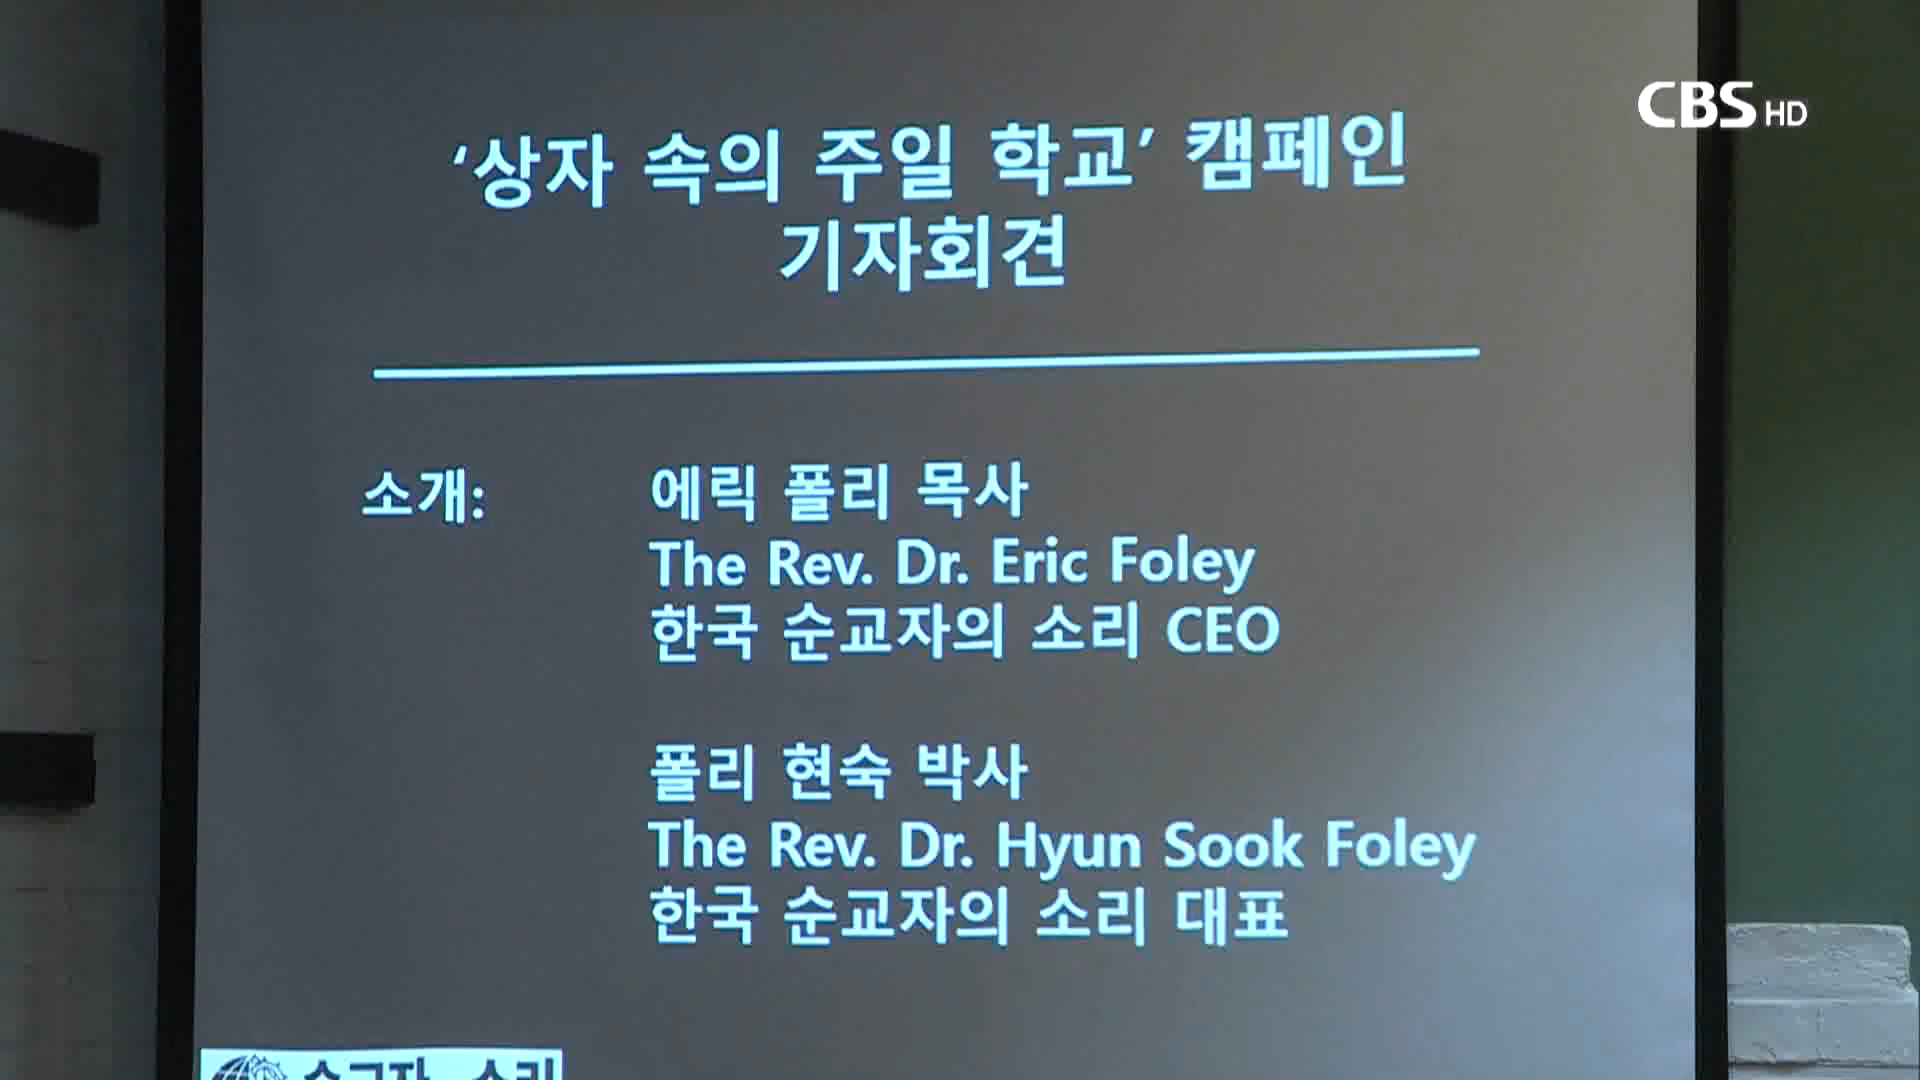 CBS HD
‘상자 속의 주일 학교’ 캠페인
기자회견
소개:
에릭 폴리 목사
The Rev. Dr. Eric Foley
한국 순교자의 소리 CEO
폴리 현숙 박사
The Rev. Dr. Hyun Sook Foley
한국 순교자의 소리 대표